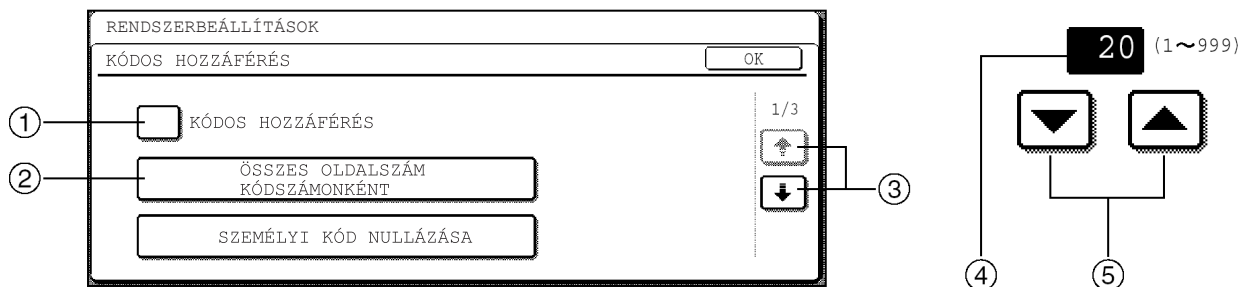 RENDSZERBEÁLLÍTÁSOK
KÓDOS HOZZÁFÉRÉS
OK
1 KÓDOS HOZZÁFÉRÉS
1/3
2 ÖSSZES OLDALSZÁM
KÓDSZÁMONKÉNT
3
SZEMÉLYI KÓD NULLÁZÁSA
20 (1~999)
4 5